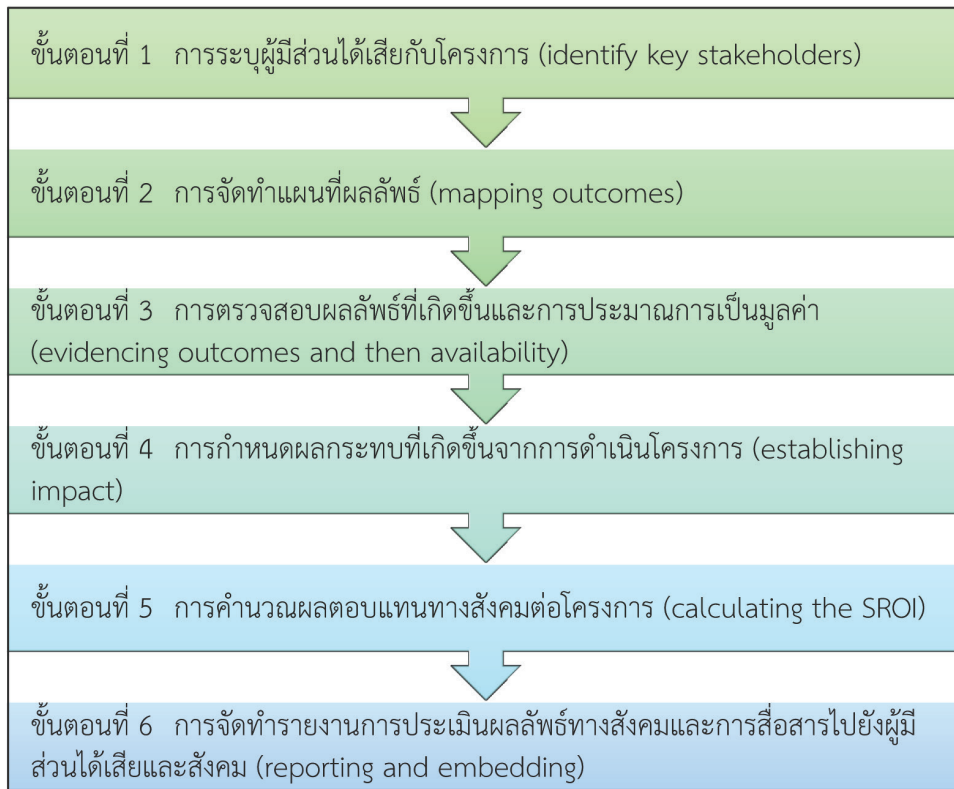 ขั้นตอนที่ 1 การระบุผู้มีส่วนได้เสียกับโครงการ (identify key stakeholders)
ขั้นตอนที่ 2 การจัดทำแผนที่ผลลัพธ์ (mapping outcomes)
ขั้นตอนที่ 3 การตรวจสอบผลลัพธ์ที่เกิดขึ้นและการประมาณการเป็นมูลค่า
(evidencing outcomes and then availability)
ขั้นตอนที่ 4 การกำหนดผลกระทบที่เกิดขึ้นจากการดำเนินโครงการ (establishing
impact)
ขั้นตอนที่ 5 การคำนวณผลตอบแทนทางสังคมต่อโครงการ (calculating the SROI)
ขั้นตอนที่ 6 การจัดทำรายงานการประเมินผลลัพธ์ทางสังคมและการสื่อสารไปยังผู้มี
ส่วนได้เสียและสังคม (reporting and embedding)